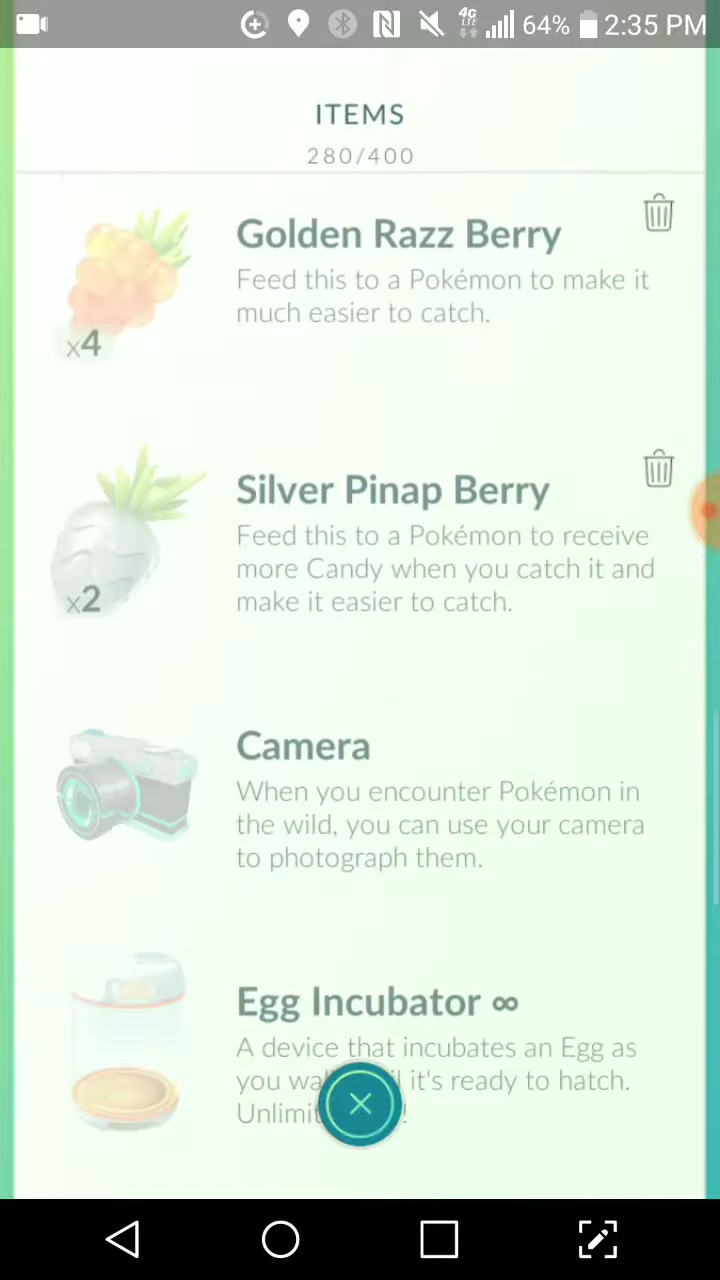 4G
LTE
64%
2:35 PM
ITEMS
280/400
Golden Razz Berry
Feed this to a Pokémon to make it
much easier to catch.
x4
Silver Pinap Berry
Feed this to a Pokémon to receive
more Candy when you catch it and
make it easier to catch.
x2
Camera
When you encounter Pokémon in
the wild, you can use your camera
to photograph them.
Egg Incubator ∞
A device that incubates an Egg as
you it's ready to hatch.